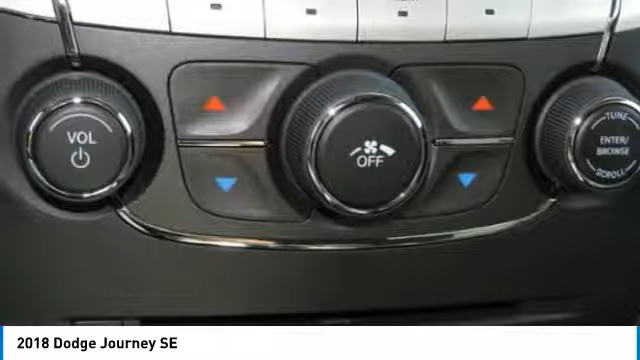 VOL
OFF
TUNE
ENTER/
BROWSE
SCROLL
2018 Dodge Journey SE